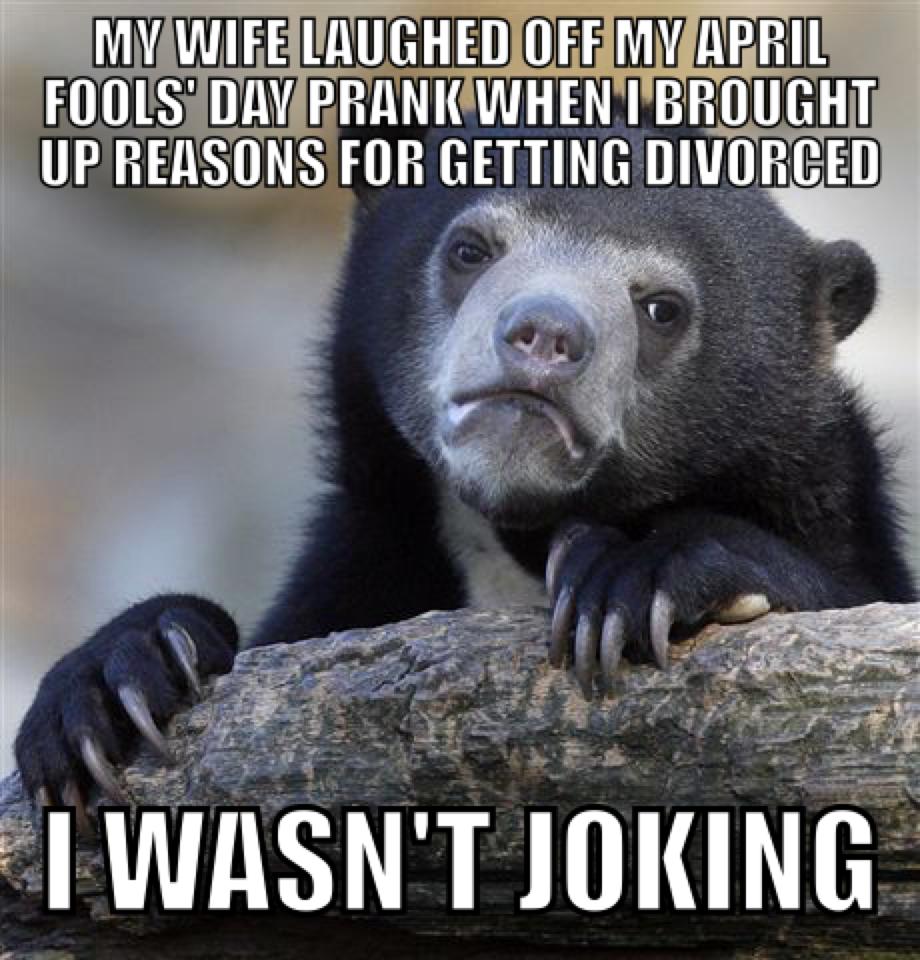 MY WIFE LAUGHED OFF MY APRIL
FOOLS' DAY PRANK WHEN I BROUGHT
UP REASONS FOR GETTING DIVORCED
I WASN'T JOKING